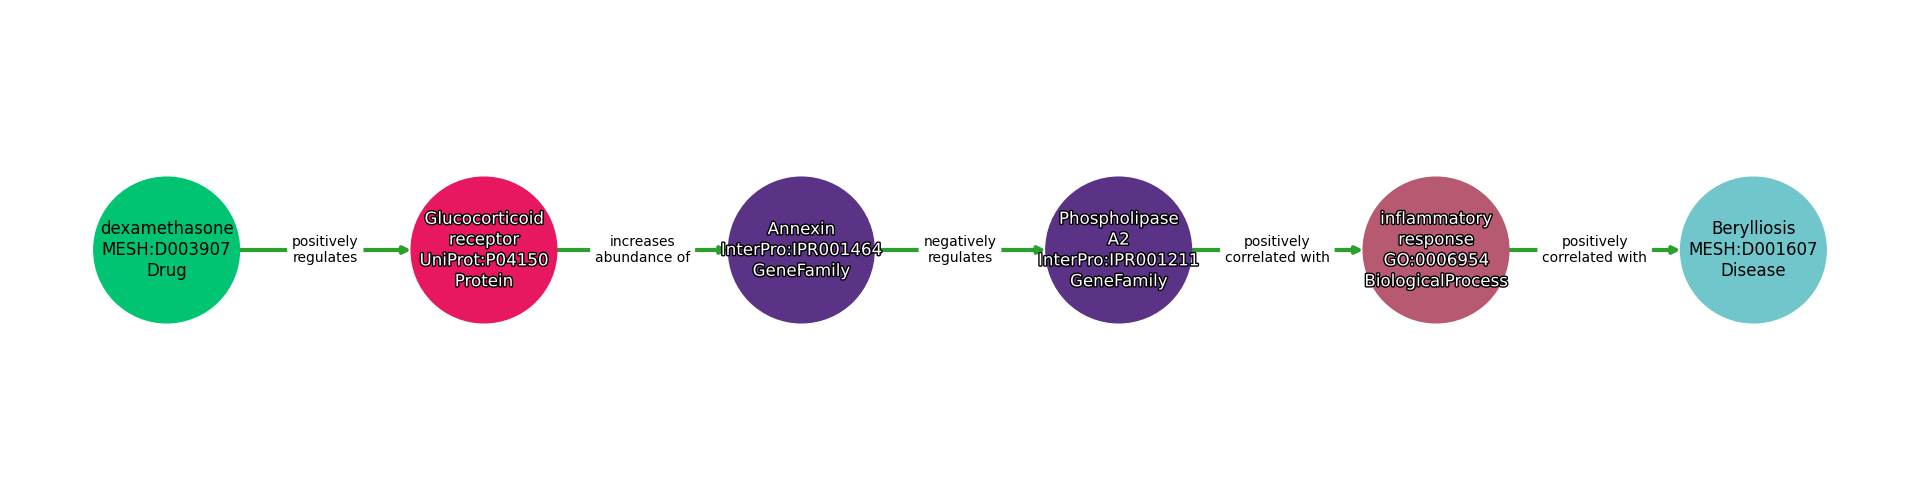 dexamethasone
MESH:D003907
Drug
positively
regulates
Glucocorticoid
receptor
UniProt:P04150
Protein
increases
abundance of
Annexin
InterPro:IPR001464
GeneFamily
negatively
regulates
Phospholipase
A2
InterPro:IPR001211
GeneFamily
positively
correlated with
inflammatory
response
GO:0006954
BiologicalProcess
positively
correlated with
Berylliosis
MESH:D001607
Disease